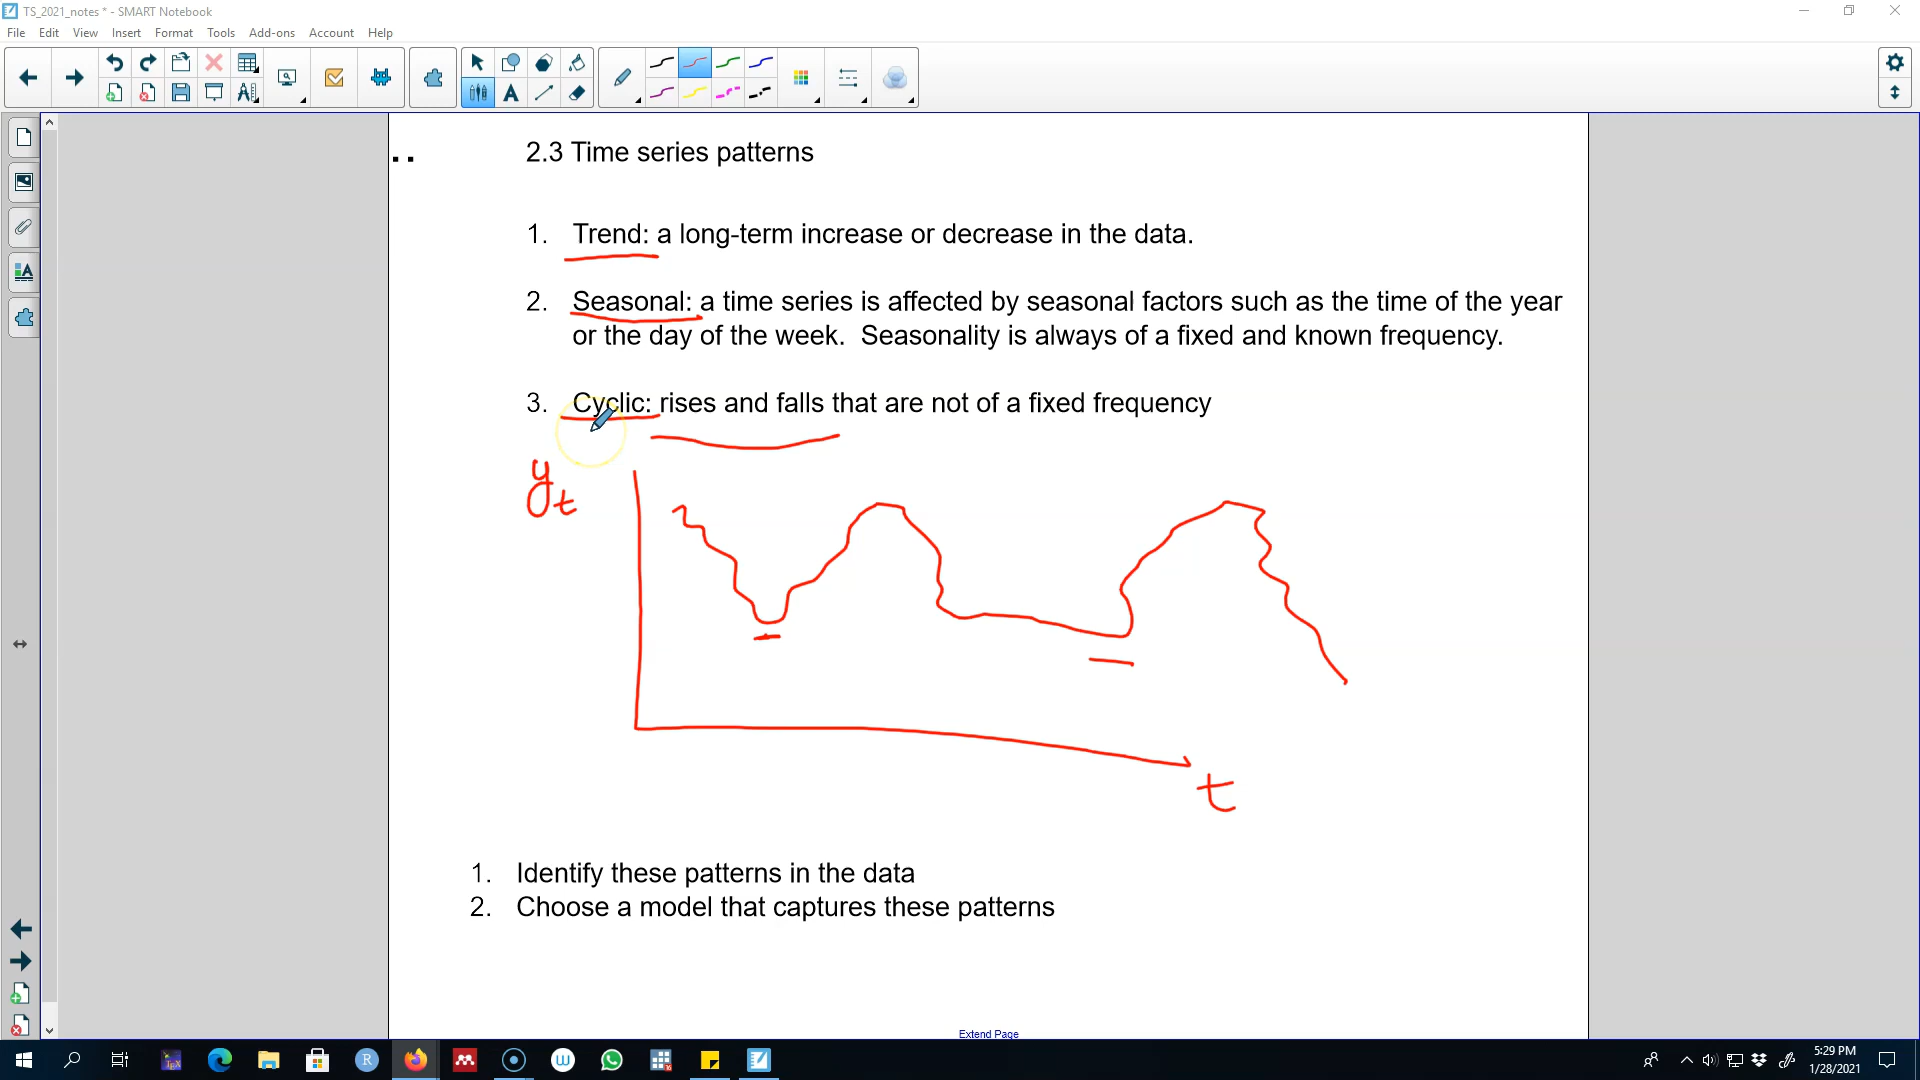 TS_2021_notes * - SMART Notebook
File Edit View Insert Format Tools Add-ons Account Help
2.3 Time series patterns
1. Trend: a long-term increase or decrease in the data.
2. Seasonal: a time series is affected by seasonal factors such as the time of the year
or the day of the week. Seasonality is always of a fixed and known frequency.
3. Cyclic: rises and falls that are not of a fixed frequency
yt
t
1. Identify these patterns in the data
2. Choose a model that captures these patterns
Extend Page
5:29 PM
1/28/2021